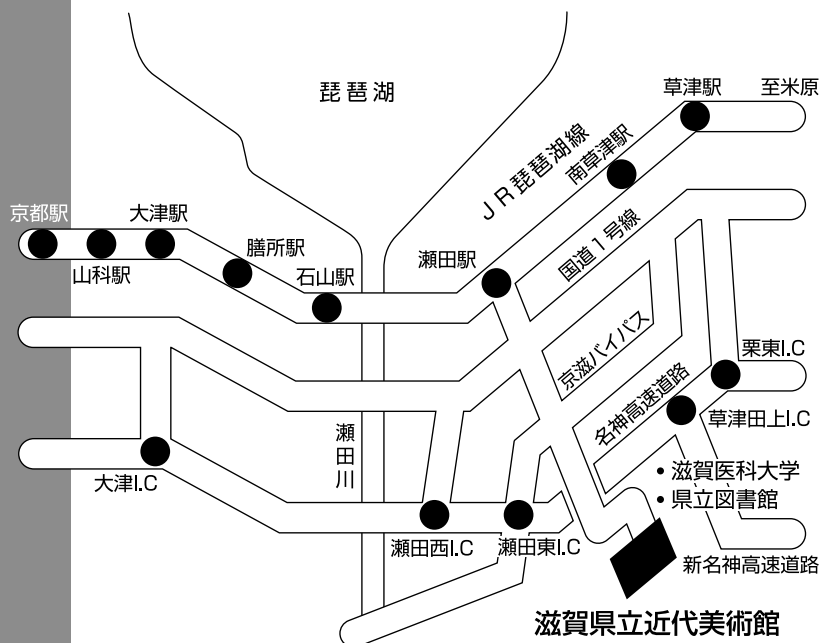 琵琶湖
草津駅
至米原
JR琵琶湖線
南草津駅
京都駅
大津駅
山科駅
膳所駅
石山駅
瀬田駅
国道1号線
京滋バイパス
栗東I.C
名神高速道路
草津田上I.C
瀬田川
大津I.C
• 滋賀医科大学
• 県立図書館
瀬田西I.C
瀬田東I.C
新名神高速道路
滋賀県立近代美術館